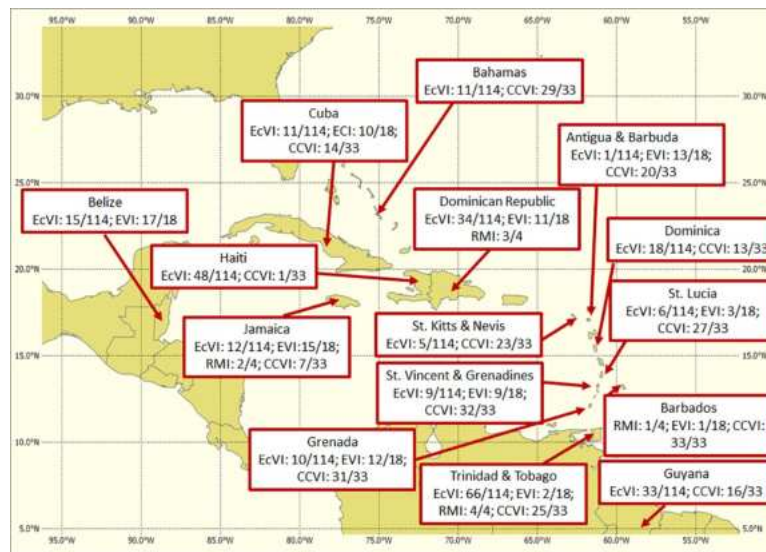 95.0°W 90.0°W 85.0°W 80.0°W 75.0°W 70.0°W 65.0°W 60.0°W 55.0°W
30.0°N 30.0°N
25.0°N 25.0°N
20.0°N 20.0°N
15.0°N 15.0°N
10.0°N 10.0°N
5.0°N 5.0°N
Bahamas
EcVI: 11/114; CCVI: 29/33
Cuba
EcVI: 11/114; ECI: 10/18;
CCVI: 14/33
Antigua & Barbuda
EcVI: 1/114; EVI: 13/18;
CCVI: 20/33
Belize
EcVI: 15/114; EVI: 17/18
Dominican Republic
EcVI: 34/114; EVI: 11/18
RMI: 3/4
Dominica
EcVI: 18/114; CCVI: 13/33
Haiti
EcVI: 48/114; CCVI: 1/33
St. Lucia
EcVI: 6/114; EVI: 3/18;
CCVI: 27/33
Jamaica
EcVI: 12/114; EVI:15/18;
RMI: 2/4; CCVI: 7/33
St. Kitts & Nevis
EcVI: 5/114; CCVI: 23/33
St. Vincent & Grenadines
EcVI: 9/114; EVI: 9/18;
CCVI: 32/33
Barbados
RMI: 1/4; EVI: 1/18; CCVI:
33/33
Grenada
EcVI: 10/114; EVI: 12/18;
CCVI: 31/33
Trinidad & Tobago
EcVI: 66/114; EVI: 2/18;
RMI: 4/4; CCVI: 25/33
Guyana
EcVI: 33/114; CCVI: 16/33
90.0°W 85.0°W 80.0°W 75.0°W 70.0°W 65.0°W 60.0°W